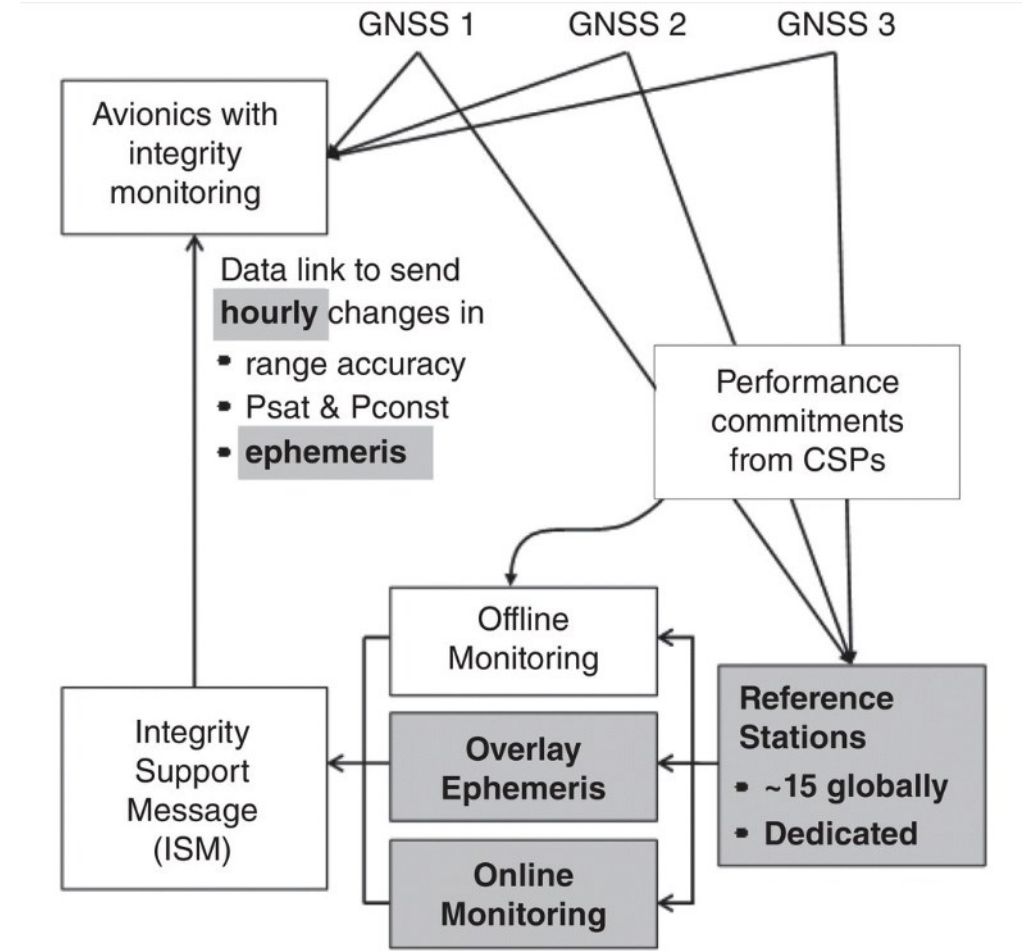 GNSS 1
GNSS 2
GNSS 3
Avionics with
integrity
monitoring
Data link to send
hourly changes in
range accuracy
Psat & Pconst
ephemeris
Performance
commitments
from CSPs
Offline
Monitoring
Overlay
Ephemeris
Online
Monitoring
Reference
Stations
~15 globally
Dedicated
Integrity
Support
Message
(ISM)